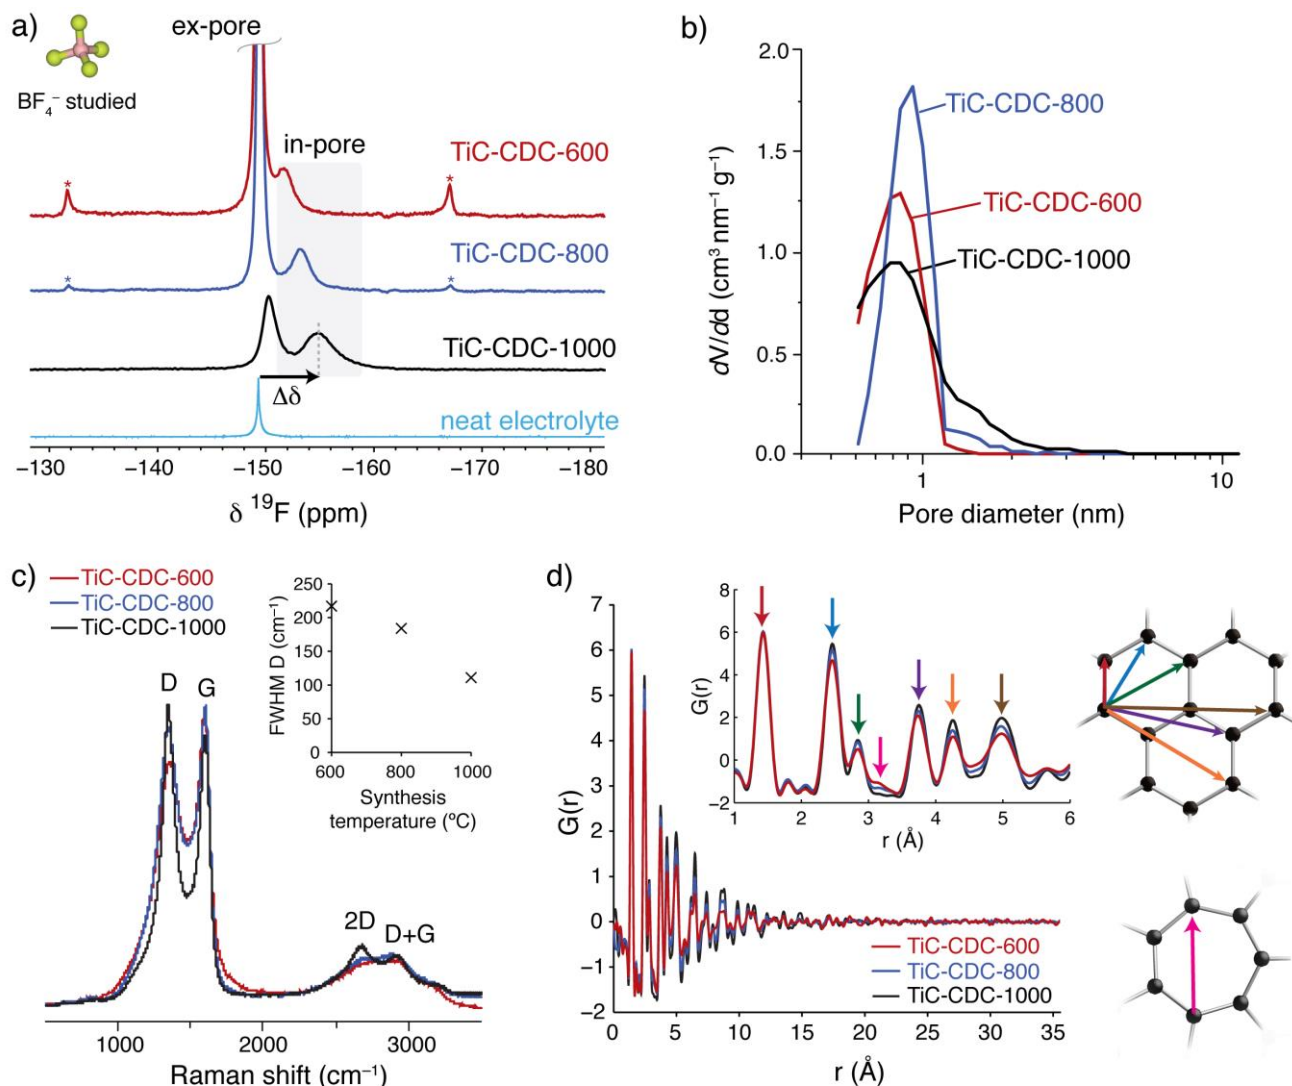 a)
BF₄⁻ studied
ex-pore
in-pore
TiC-CDC-600
*
*
TiC-CDC-800
*
*
TiC-CDC-1000
Δδ
neat electrolyte
−130 −140 −150 −160 −170 −180
δ ¹⁹F (ppm)
b)
2.0
1.5
1.0
0.5
0.0
dV/dd (cm³ nm⁻¹ g⁻¹)
TiC-CDC-800
TiC-CDC-600
TiC-CDC-1000
1 10
Pore diameter (nm)
c)
TiC-CDC-600
TiC-CDC-800
TiC-CDC-1000
D
G
2D
D+G
1000 2000 3000
Raman shift (cm⁻¹)
FWHM D (cm⁻¹)
250
200
150
100
50
0
600 800 1000
Synthesis
temperature (ºC)
d)
G(r)
7
6
5
4
3
2
1
0
−1
−2
0 5 10 15 20 25 30 35
r (Å)
TiC-CDC-600
TiC-CDC-800
TiC-CDC-1000
G(r)
8
6
4
2
0
−2
1 2 3 4 5 6
r (Å)